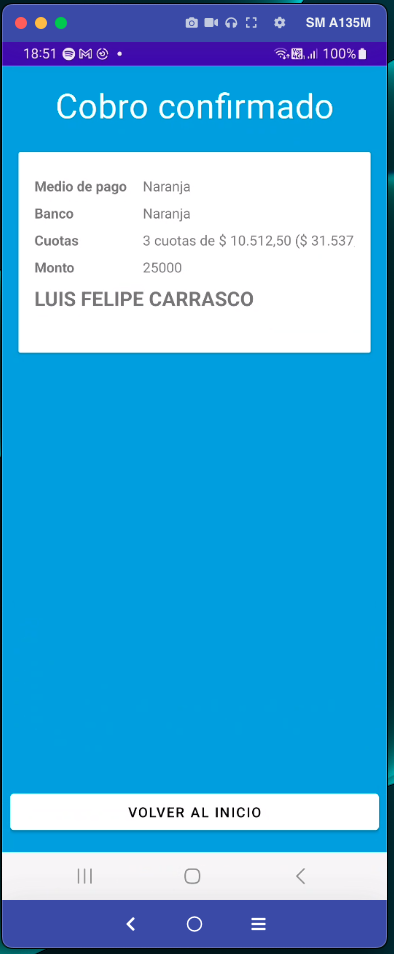 SM A135M
18:51 100%
Cobro confirmado
Medio de pago Naranja
Banco Naranja
Cuotas 3 cuotas de $ 10.512,50 ($ 31.537
Monto 25000
LUIS FELIPE CARRASCO
VOLVER AL INICIO